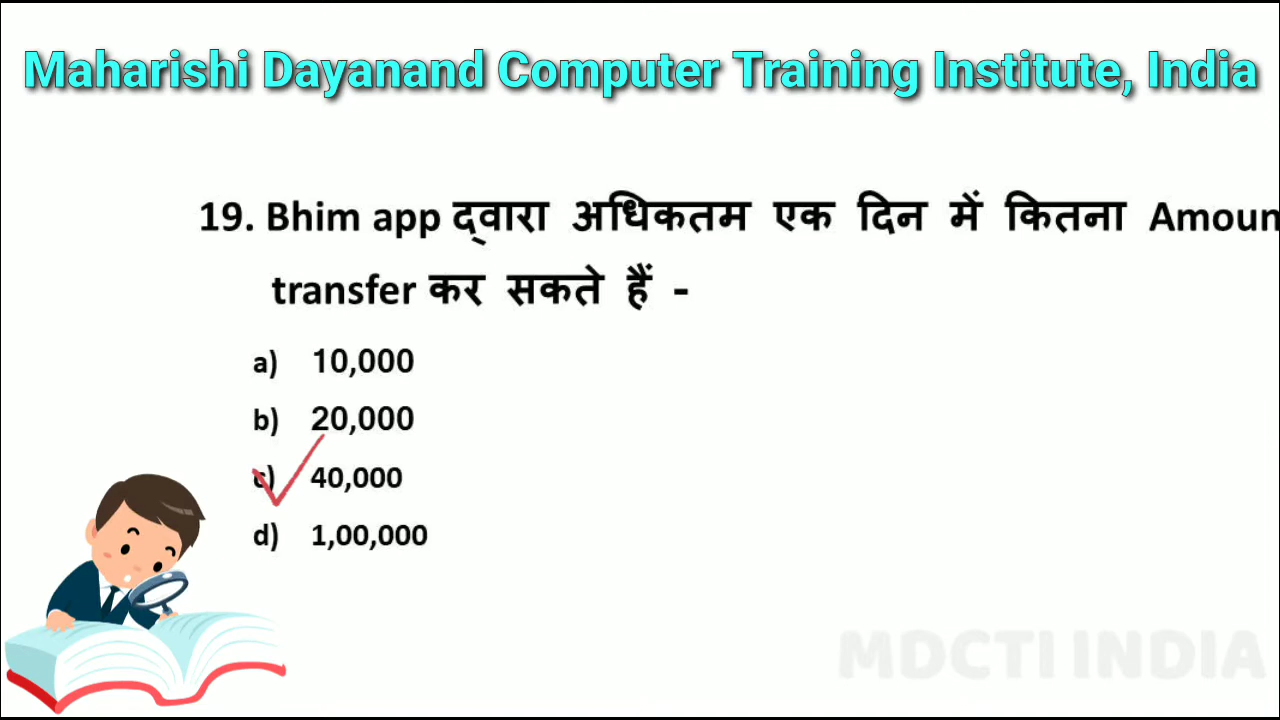 Maharishi Dayanand Computer Training Institute, India
19. Bhim app द्वारा अधिकतम एक दिन में कितना Amoun
transfer कर सकते हैं -
a) 10,000
b) 20,000
c) 40,000
d) 1,00,000
MDCTI INDIA